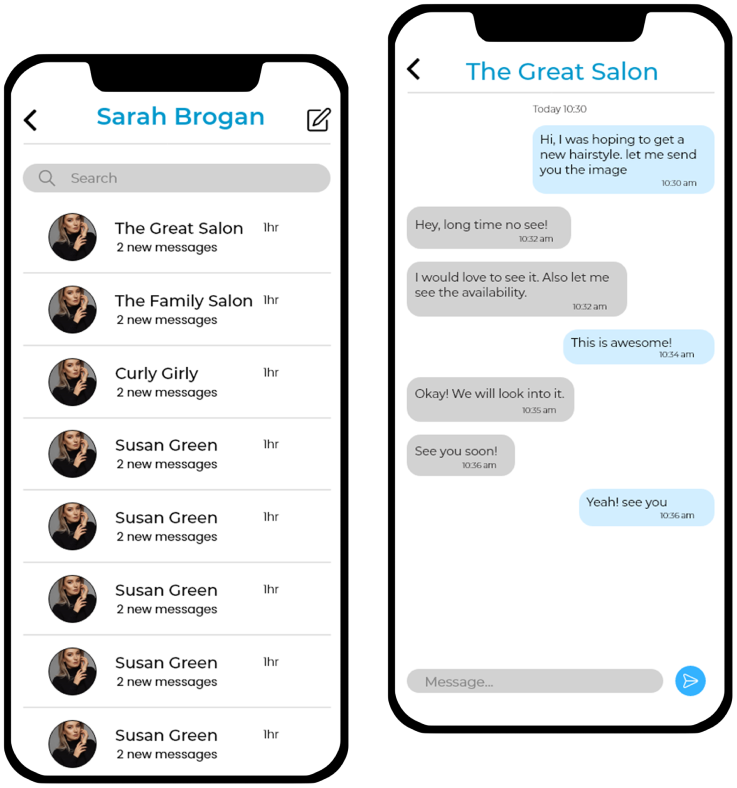 Sarah Brogan
Search
The Great Salon 1hr
2 new messages
The Family Salon 1hr
2 new messages
Curly Girly 1hr
2 new messages
Susan Green 1hr
2 new messages
Susan Green 1hr
2 new messages
Susan Green 1hr
2 new messages
Susan Green 1hr
2 new messages
Susan Green 1hr
2 new messages
The Great Salon
Today 10:30
Hi, I was hoping to get a
new hairstyle. let me send
you the image
10:30 am
Hey, long time no see!
10:32 am
I would love to see it. Also let me
see the availability.
10:32 am
This is awesome!
10:34 am
Okay! We will look into it.
10:35 am
See you soon!
10:36 am
Yeah! see you
10:36 am
Message...